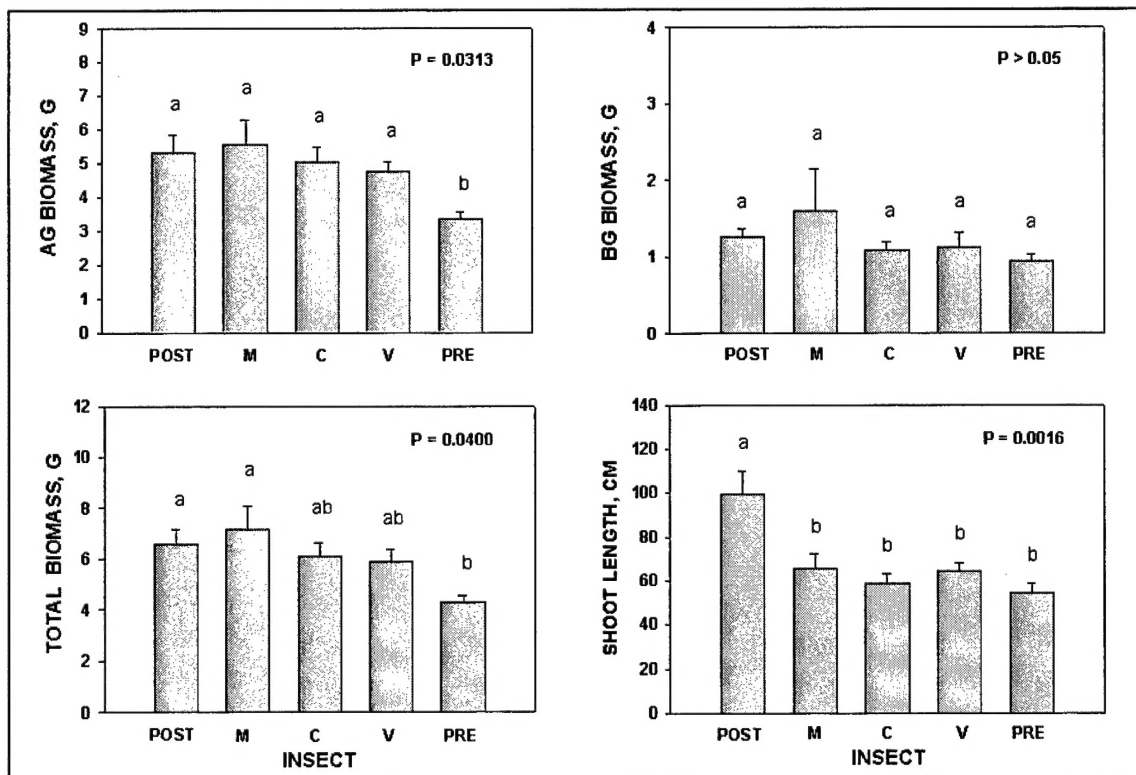 AG BIOMASS, G
9
8
7
6
5
4
3
2
1
0
P = 0.0313
a
a
a
a
b
POST M C V PRE
BG BIOMASS, G
4
3
2
1
0
P > 0.05
a
a
a
a
a
POST M C V PRE
TOTAL BIOMASS, G
12
10
8
6
4
2
0
P = 0.0400
a
a
ab
ab
b
POST M C V PRE
INSECT
SHOOT LENGTH, CM
140
120
100
80
60
40
20
0
P = 0.0016
a
b
b
b
b
POST M C V PRE
INSECT